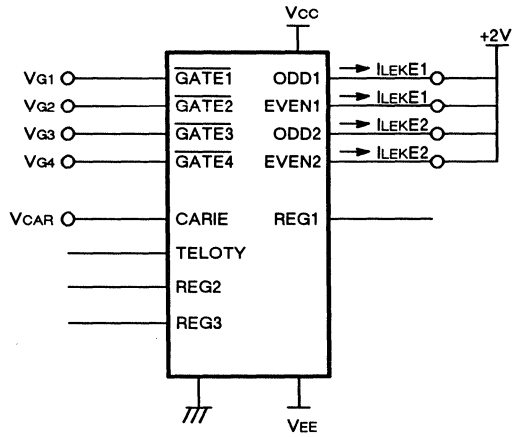 VCC
+2V
VG1 GATE1 ODD1 ILEKE1
VG2 GATE2 EVEN1 ILEKE1
VG3 GATE3 ODD2 ILEKE2
VG4 GATE4 EVEN2 ILEKE2
VCAR CARIE REG1
TELOTY
REG2
REG3
VEE